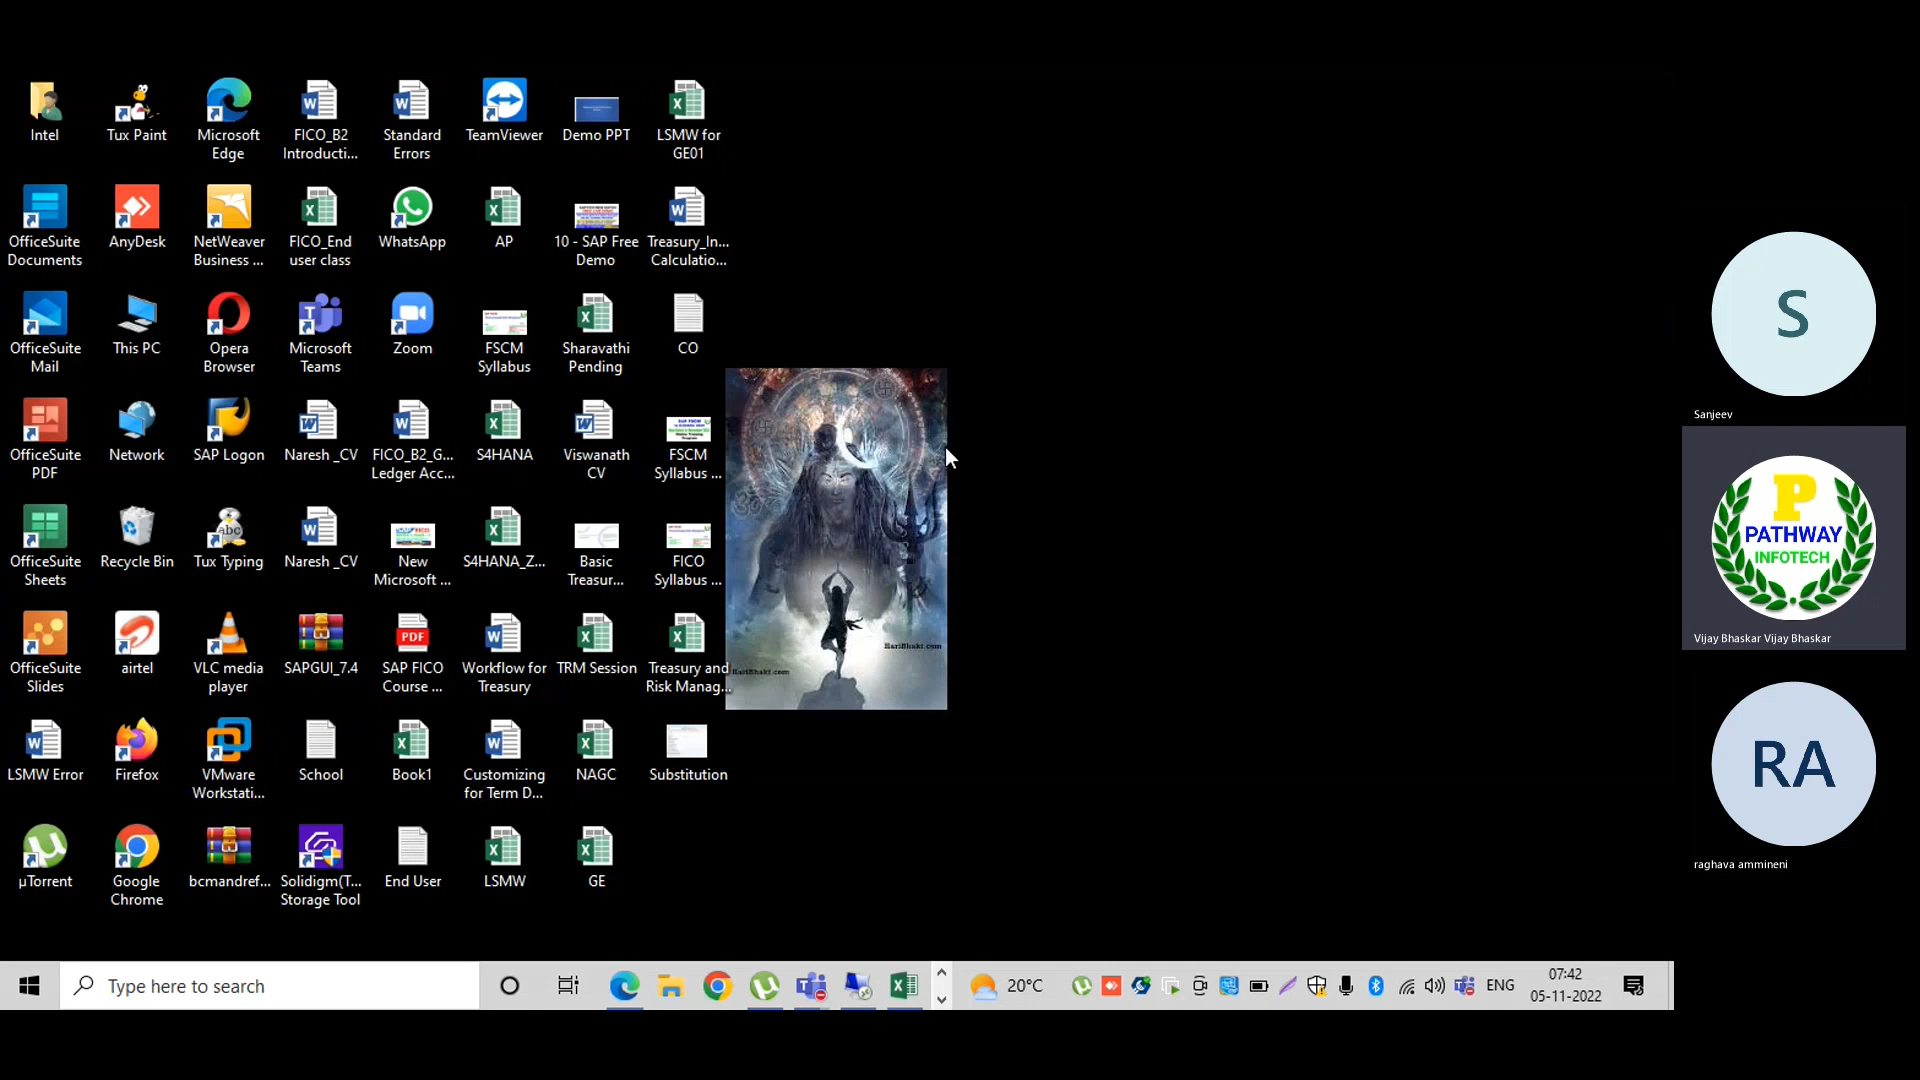 Intel
Tux Paint
Microsoft
Edge
FICO_B2
Introducti...
Standard
Errors
TeamViewer
Demo PPT
LSMW for
GE01
OfficeSuite
Documents
AnyDesk
NetWeaver
Business ...
FICO_End
user class
WhatsApp
AP
10 - SAP Free
Demo
Treasury_In...
Calculatio...
OfficeSuite
Mail
This PC
Opera
Browser
Microsoft
Teams
Zoom
FSCM
Syllabus
Sharavathi
Pending
CO
OfficeSuite
PDF
Network
SAP Logon
Naresh _CV
FICO_B2_G...
Ledger Acc...
S4HANA
Viswanath
CV
FSCM
Syllabus ...
OfficeSuite
Sheets
Recycle Bin
abc
Tux Typing
Naresh _CV
New
Microsoft ...
S4HANA_Z...
Basic
Treasur...
FICO
Syllabus ...
OfficeSuite
Slides
airtel
VLC media
player
SAPGUI_7.4
PDF
SAP FICO
Course ...
Workflow for
Treasury
TRM Session
Treasury and
Risk Manag...
HariBhakt.com
HariBhakt.com
LSMW Error
Firefox
VMware
Workstati...
School
Book1
Customizing
for Term D...
NAGC
Substitution
µTorrent
Google
Chrome
bcmandref...
Solidigm(T...
Storage Tool
End User
LSMW
GE
Type here to search
20°C
ENG
07:42
05-11-2022
S
Sanjeev
P
PATHWAY
INFOTECH
Vijay Bhaskar Vijay Bhaskar
RA
raghava ammineni